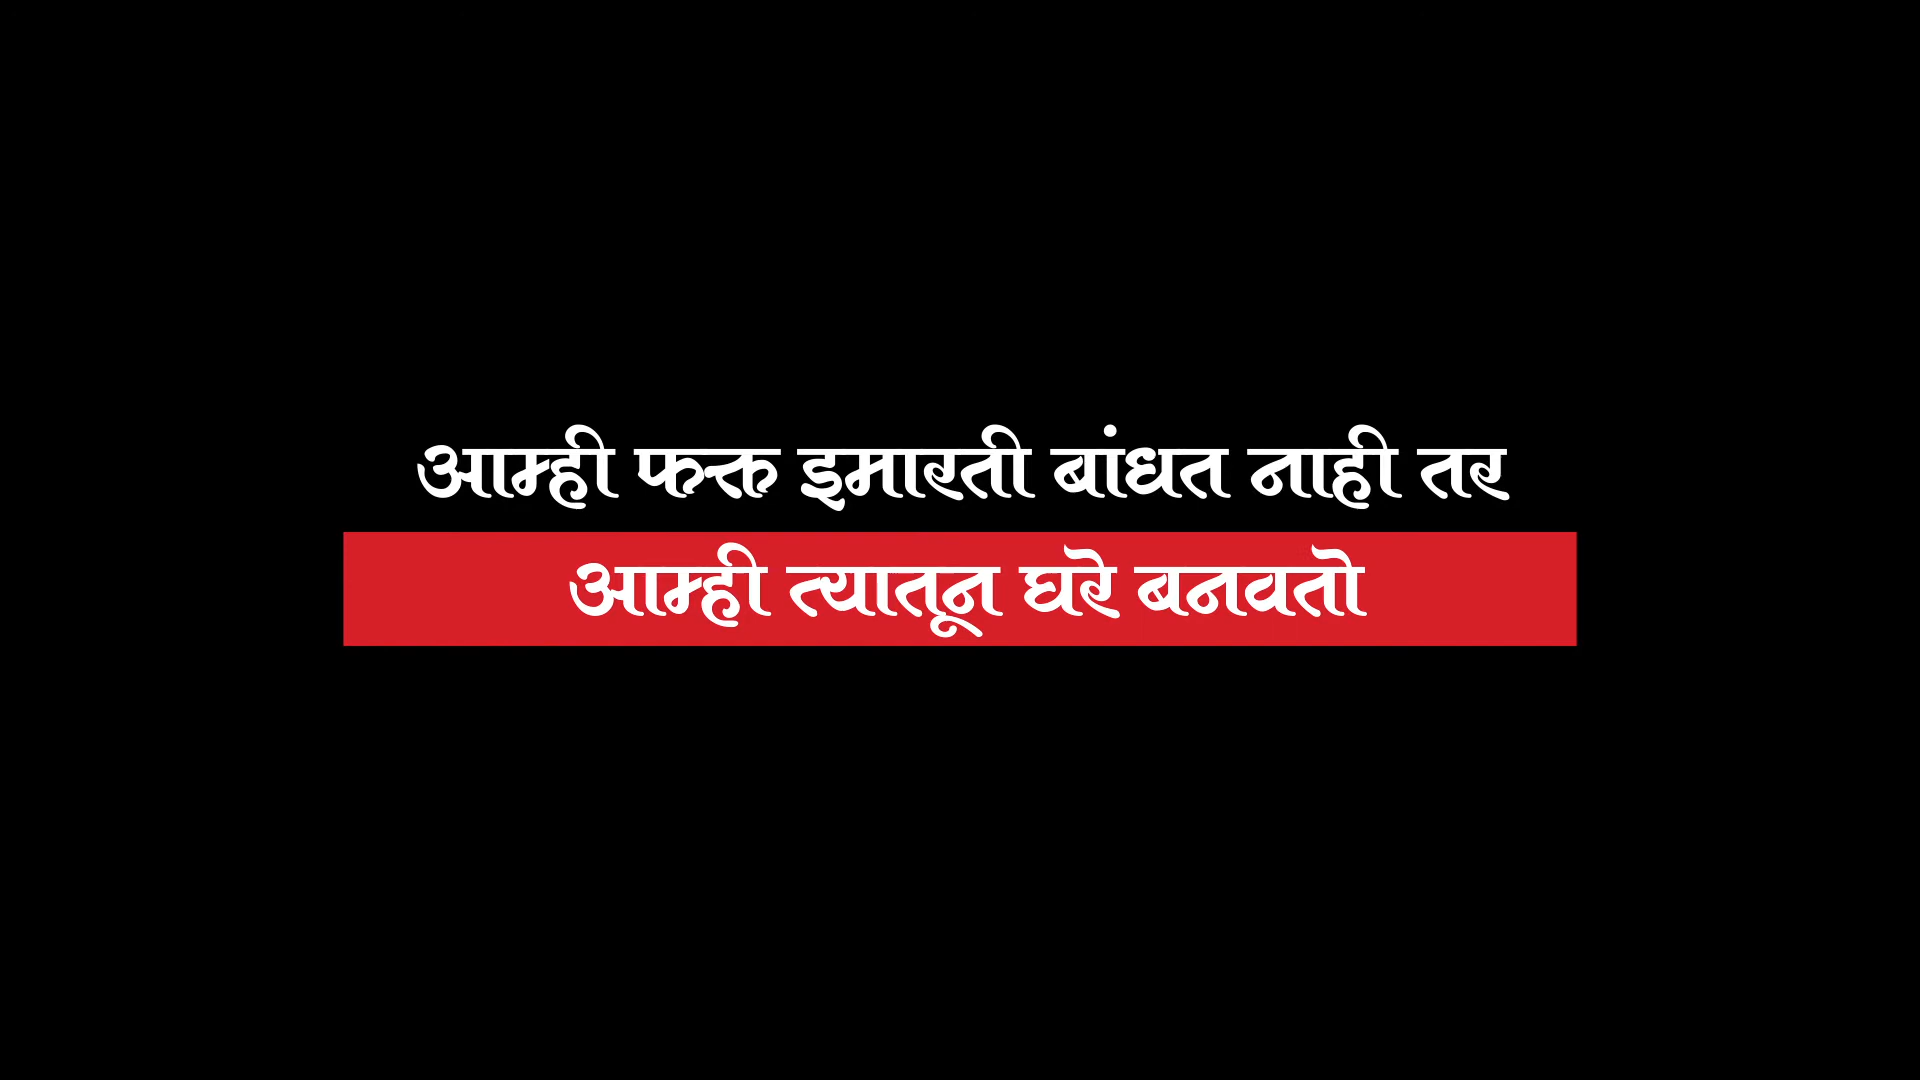 आम्ही फक्त इमारती बांधत नाही तर
आम्ही त्यातून घरे बनवतो